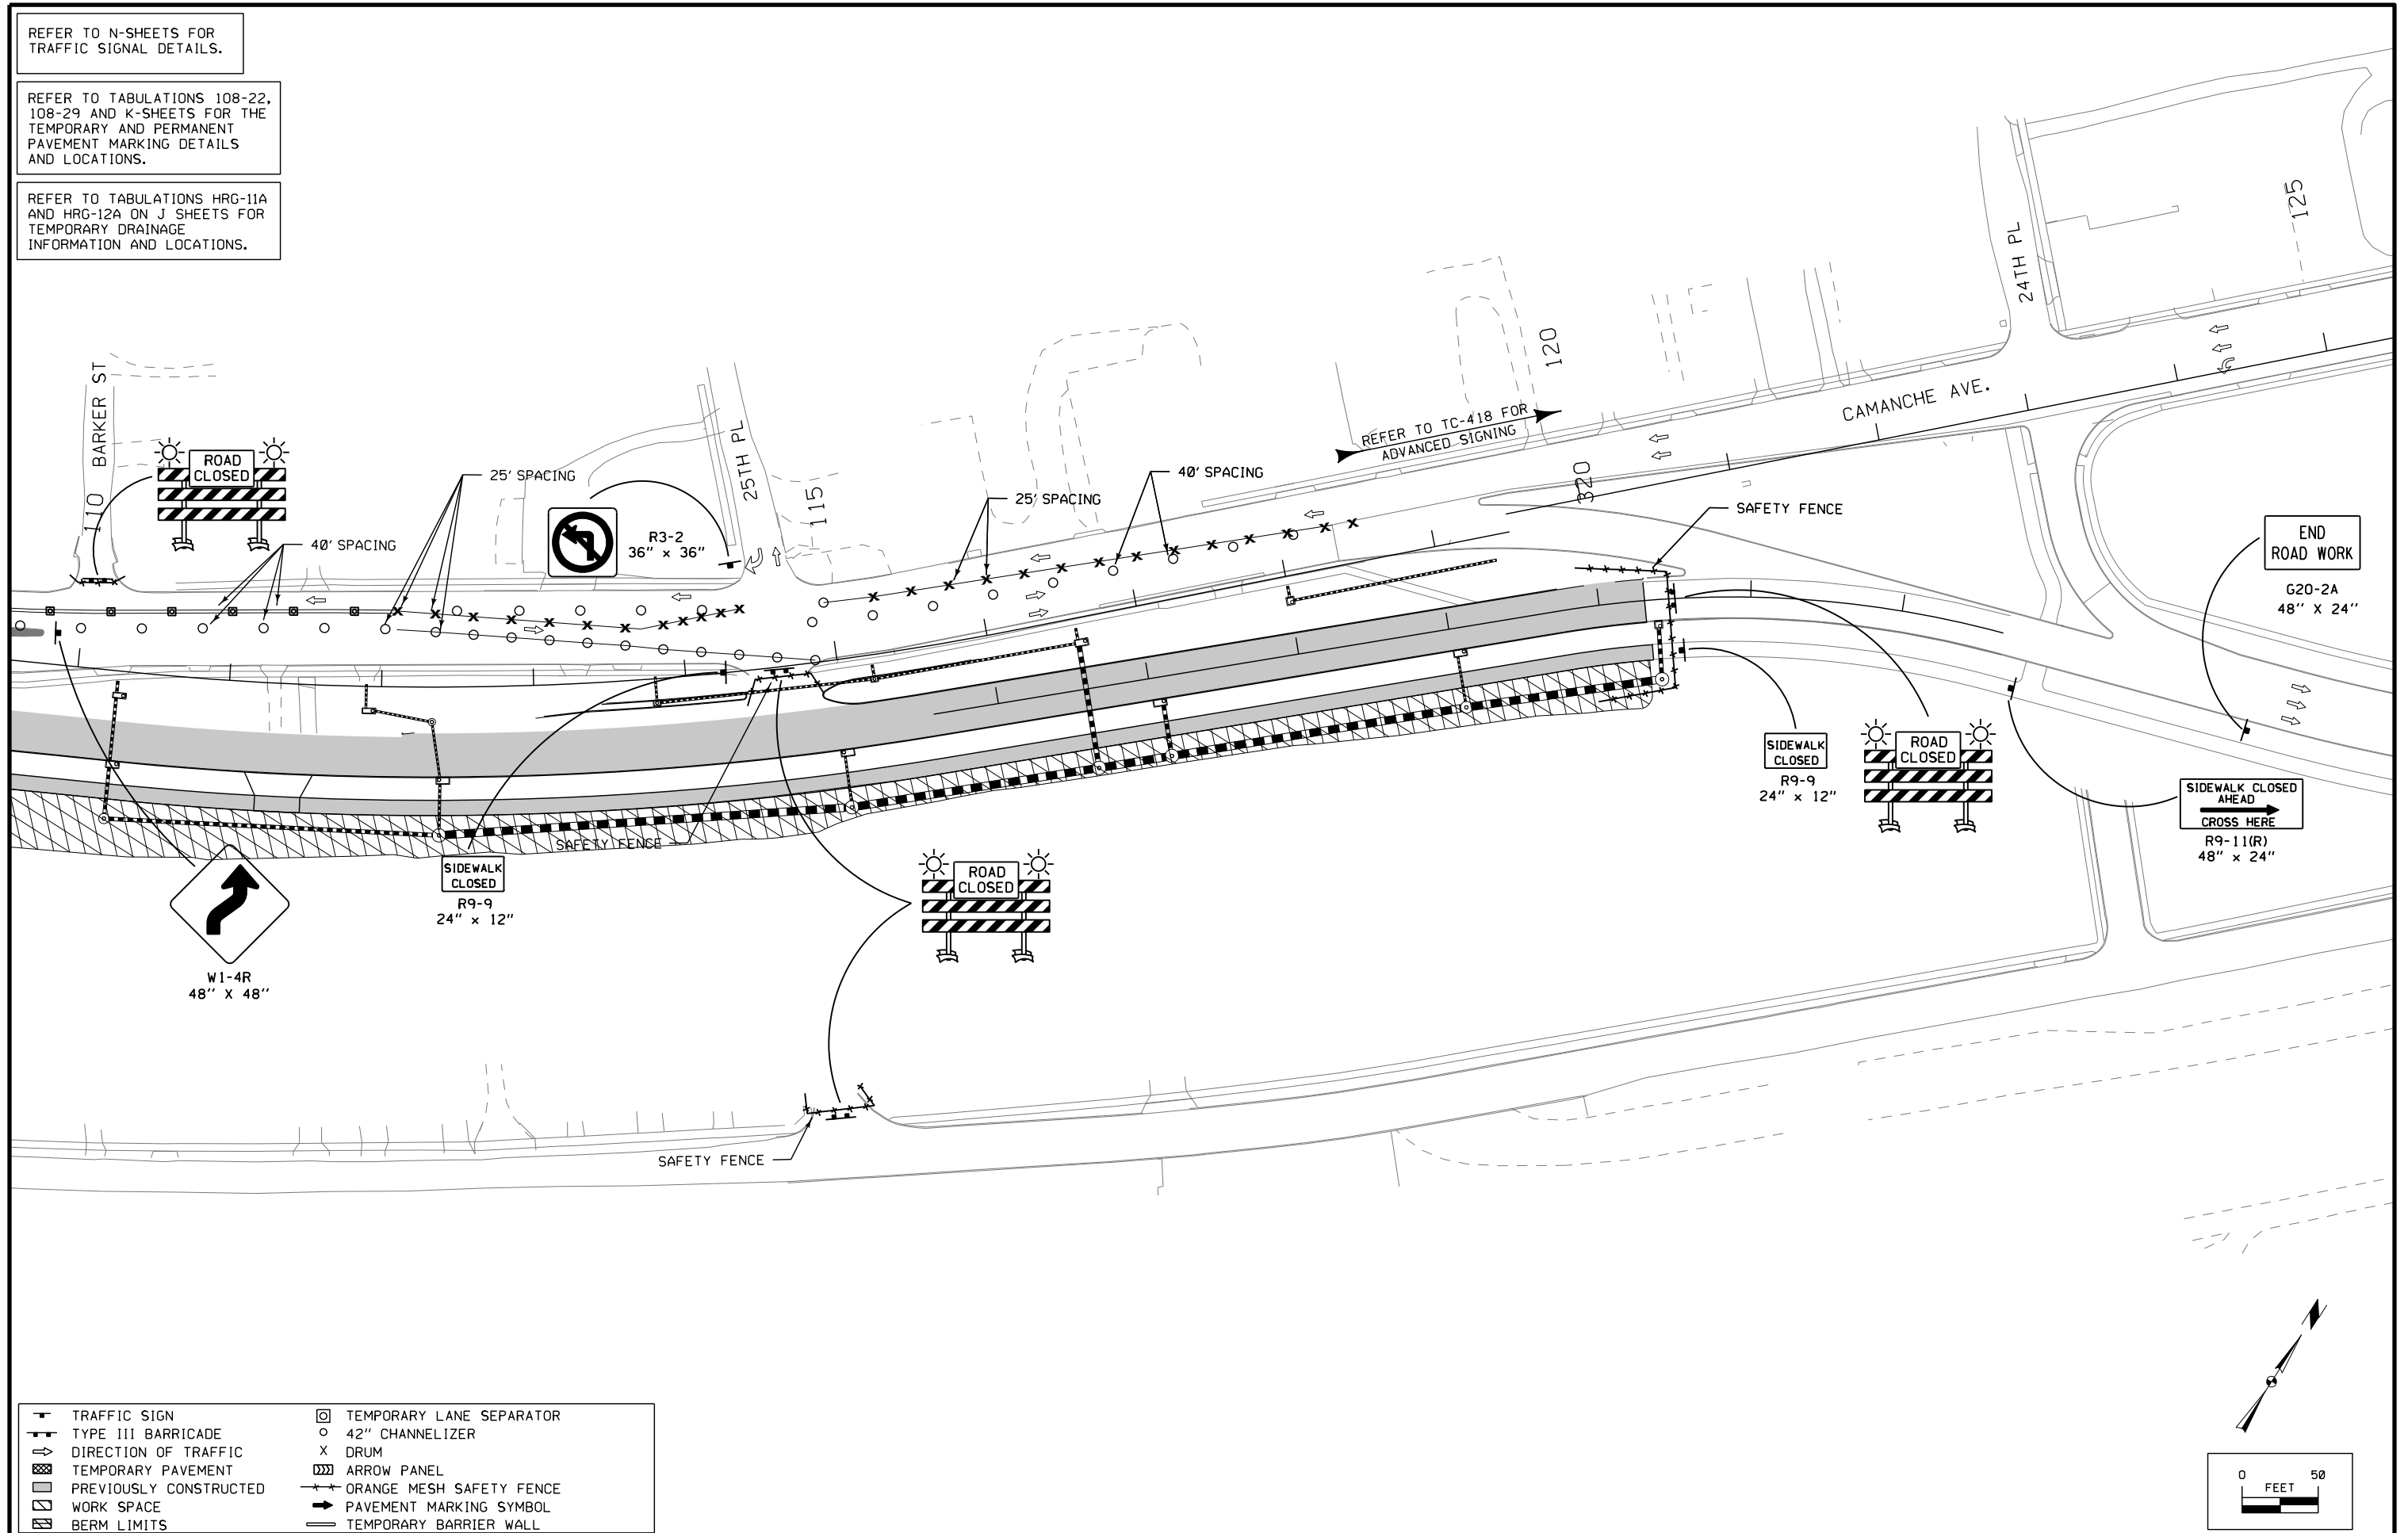 REFER TO N-SHEETS FOR
TRAFFIC SIGNAL DETAILS.
REFER TO TABULATIONS 108-22,
108-29 AND K-SHEETS FOR THE
TEMPORARY AND PERMANENT
PAVEMENT MARKING DETAILS
AND LOCATIONS.
REFER TO TABULATIONS HRG-11A
AND HRG-12A ON J SHEETS FOR
TEMPORARY DRAINAGE
INFORMATION AND LOCATIONS.
BARKER ST
110
ROAD
CLOSED
40' SPACING
25' SPACING
R3-2
36" x 36"
25TH PL
115
25' SPACING
40' SPACING
REFER TO TC-418 FOR
ADVANCED SIGNING
120
320
CAMANCHE AVE.
24TH PL
125
SAFETY FENCE
END
ROAD WORK
G20-2A
48" X 24"
SIDEWALK
CLOSED
R9-9
24" x 12"
ROAD
CLOSED
SIDEWALK CLOSED
AHEAD
CROSS HERE
R9-11(R)
48" x 24"
SAFETY FENCE
SIDEWALK
CLOSED
R9-9
24" x 12"
W1-4R
48" X 48"
ROAD
CLOSED
SAFETY FENCE
TRAFFIC SIGN
TYPE III BARRICADE
DIRECTION OF TRAFFIC
TEMPORARY PAVEMENT
PREVIOUSLY CONSTRUCTED
WORK SPACE
BERM LIMITS
TEMPORARY LANE SEPARATOR
42" CHANNELIZER
X DRUM
ARROW PANEL
ORANGE MESH SAFETY FENCE
PAVEMENT MARKING SYMBOL
TEMPORARY BARRIER WALL
0 50
FEET